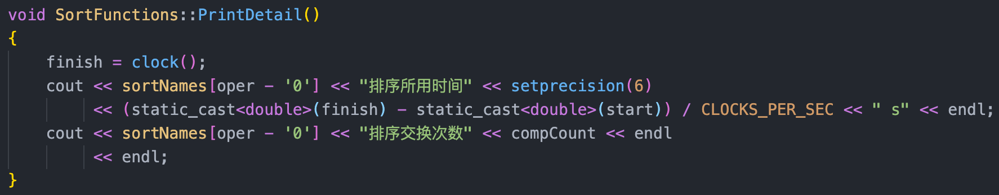 void SortFunctions::PrintDetail()
{
    finish = clock();
    cout << sortNames[oper - '0'] << "排序所用时间" << setprecision(6)
         << (static_cast<double>(finish) - static_cast<double>(start)) / CLOCKS_PER_SEC << " s" << endl;
    cout << sortNames[oper - '0'] << "排序交换次数" << compCount << endl
         << endl;
}